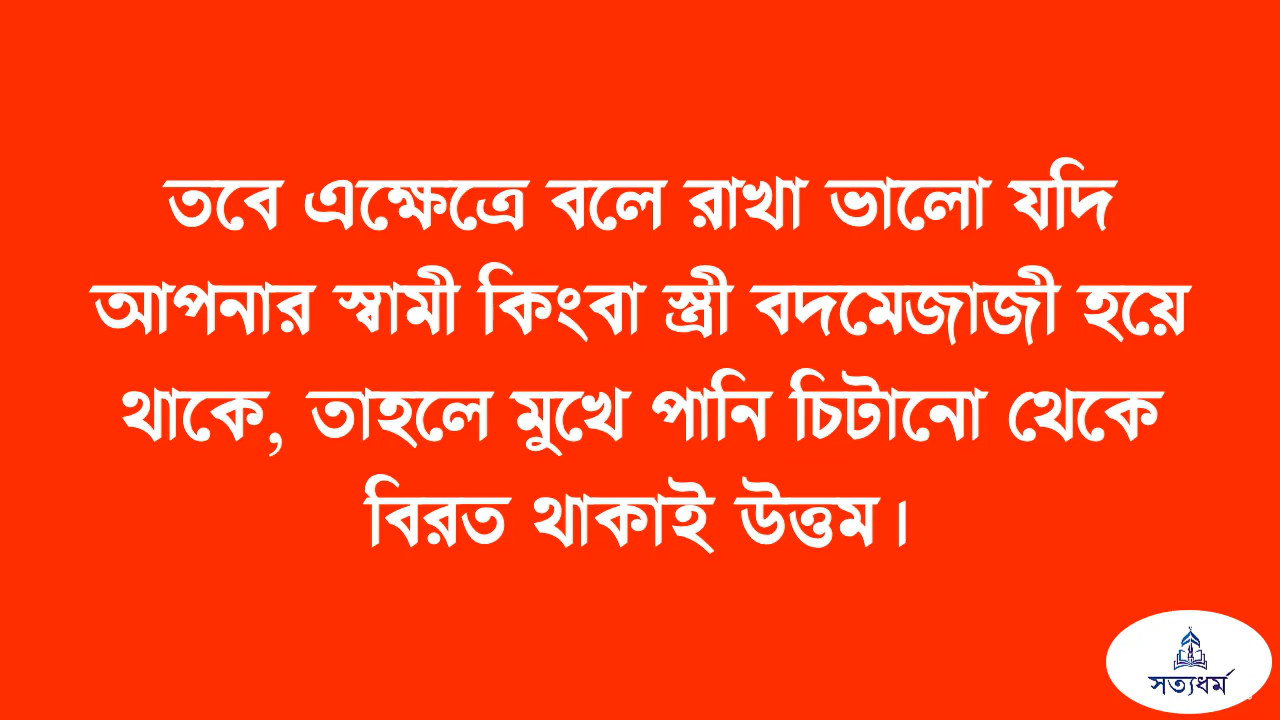 তবে এক্ষেত্রে বলে রাখা ভালো যদি
আপনার স্বামী কিংবা স্ত্রী বদমেজাজী হয়ে
থাকে, তাহলে মুখে পানি চিটানো থেকে
বিরত থাকাই উত্তম।
সত্যধর্ম